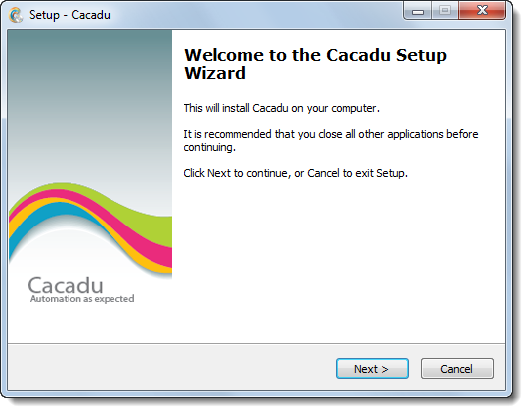 Setup - Cacadu
Welcome to the Cacadu Setup
Wizard
This will install Cacadu on your computer.
It is recommended that you close all other applications before
continuing.
Click Next to continue, or Cancel to exit Setup.
Cacadu
Automation as expected
Next >
Cancel